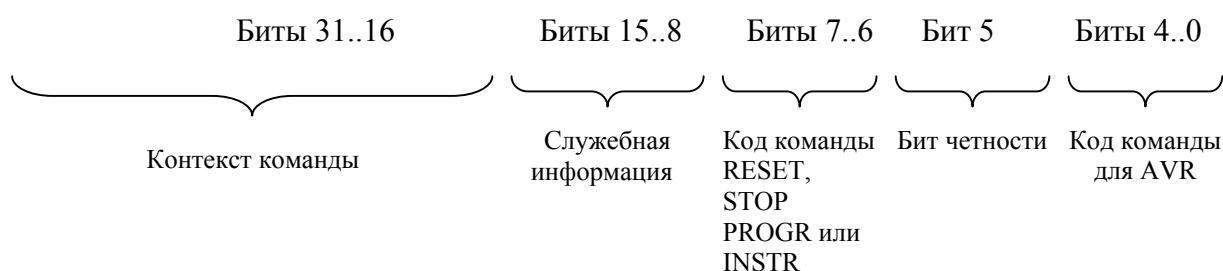 Биты 31..16 Биты 15..8 Биты 7..6 Бит 5 Биты 4..0
Контекст команды
Служебная
информация
Код команды
RESET,
STOP
PROGR или
INSTR
Бит четности
Код команды
для AVR